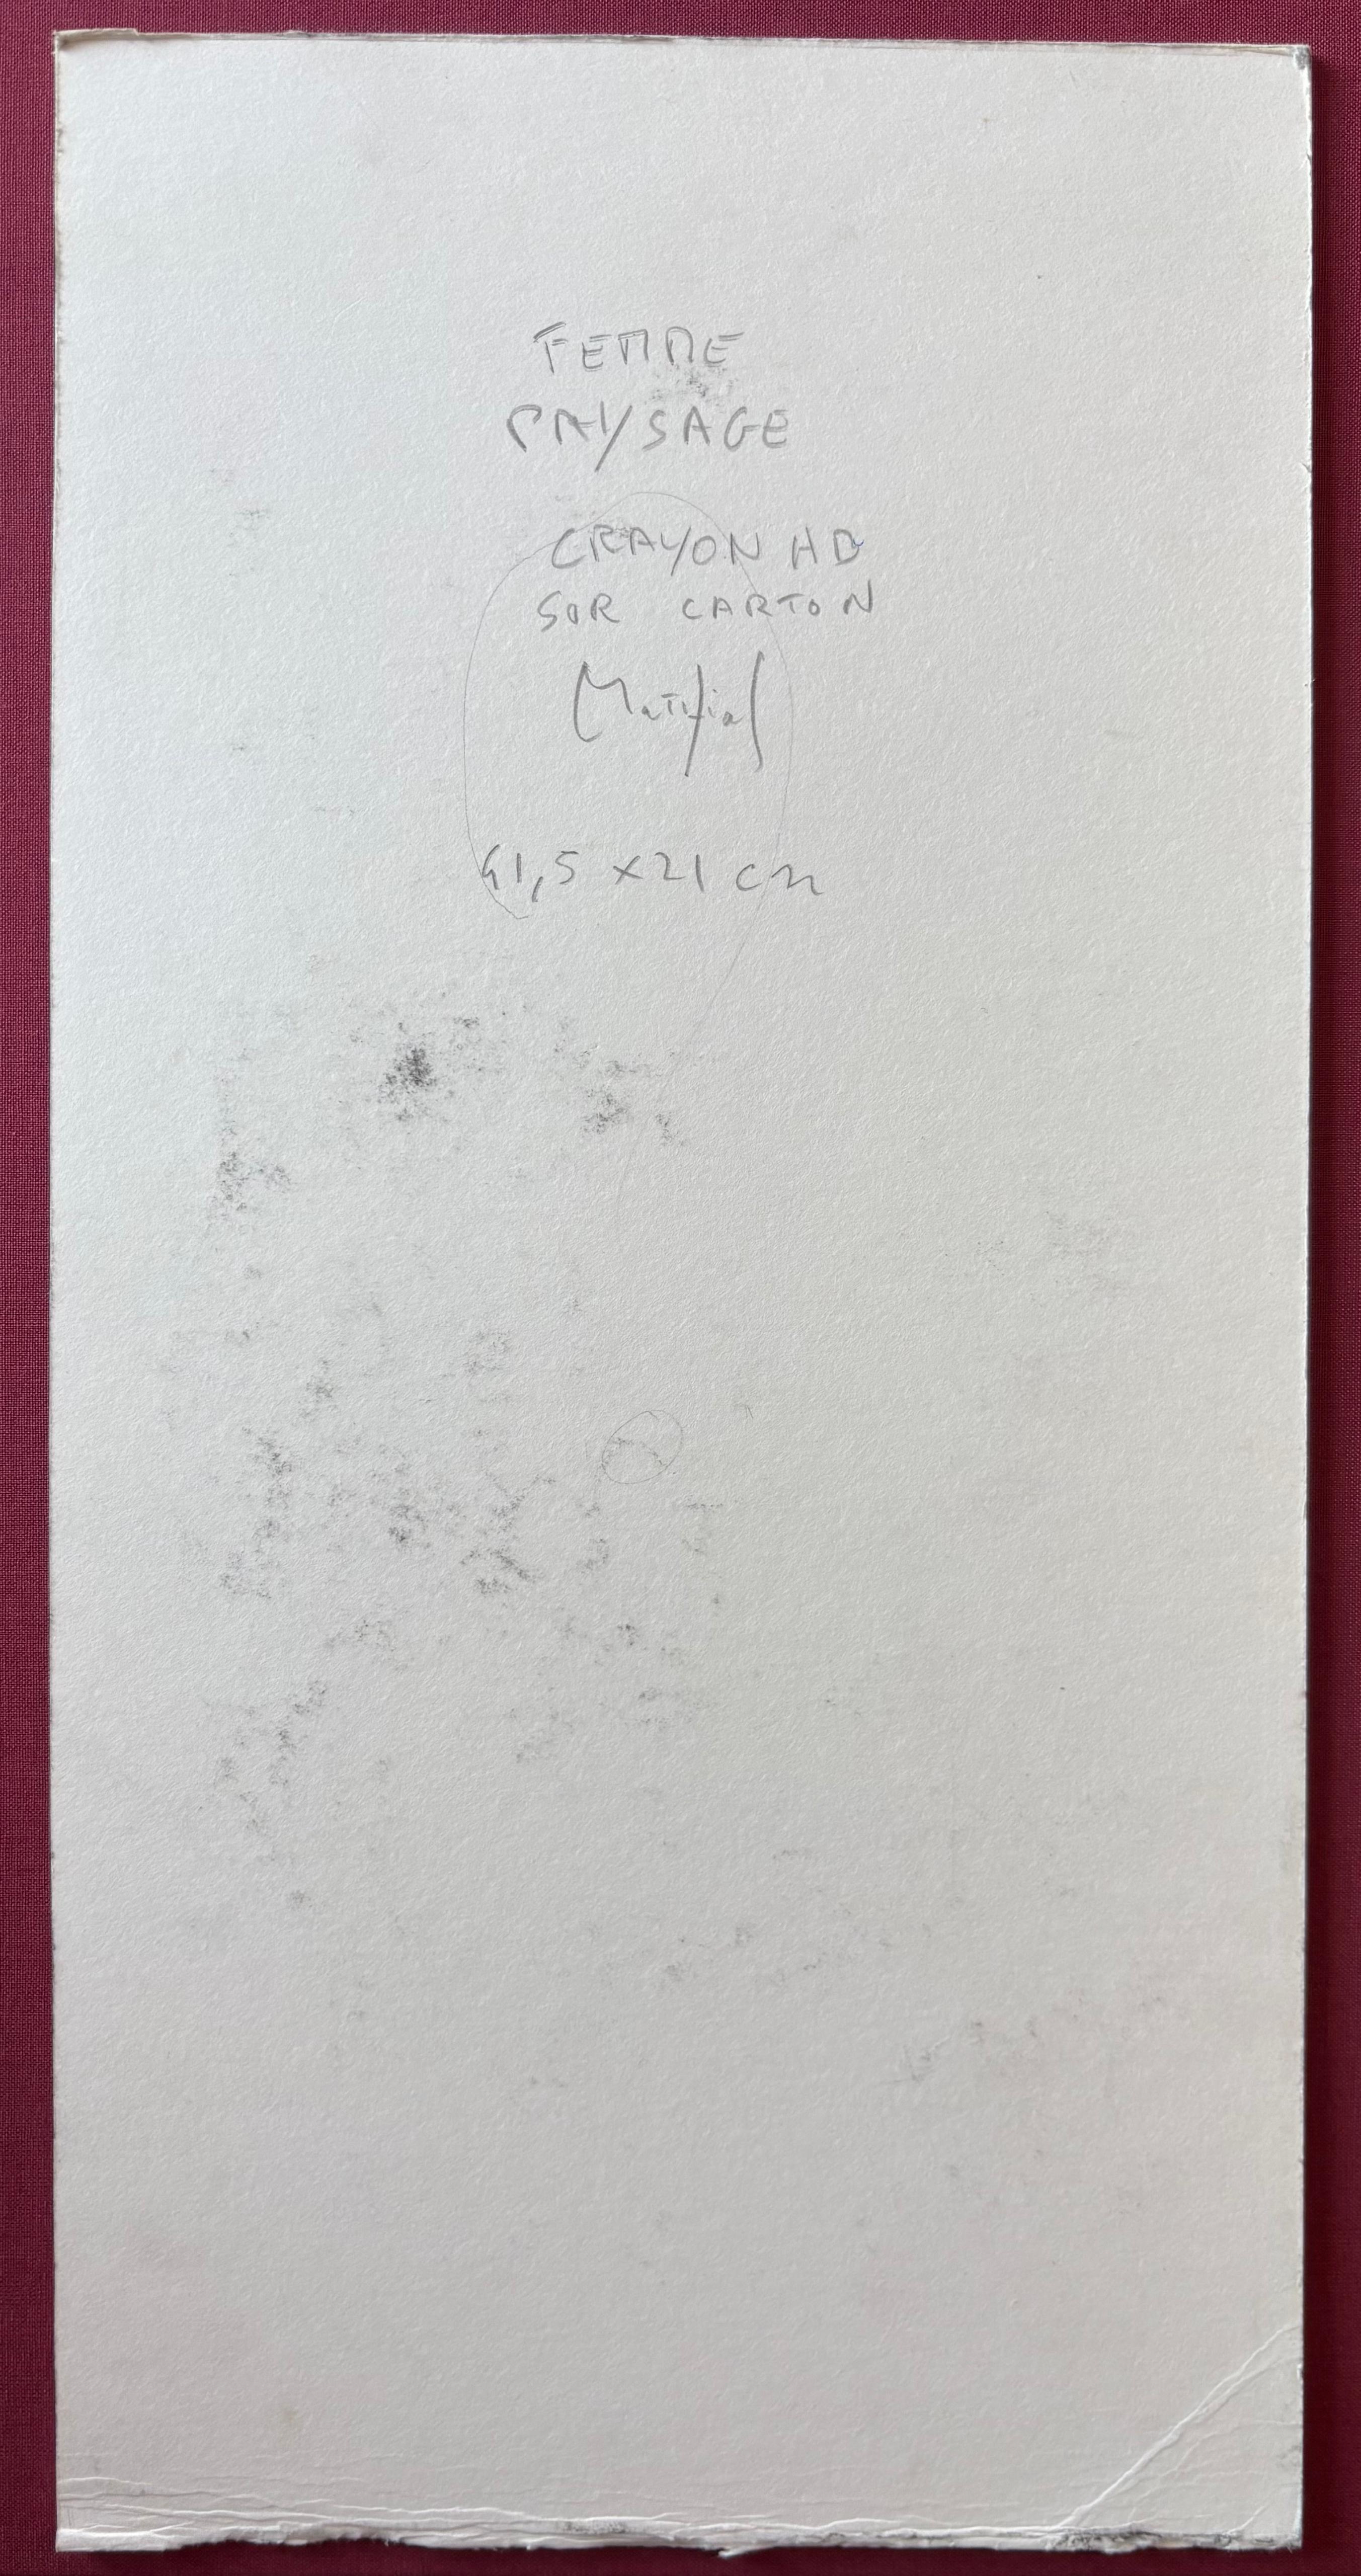 FEMME
PAYSAGE
CRAYON HB
SUR CARTON
41,5 x 21 cm